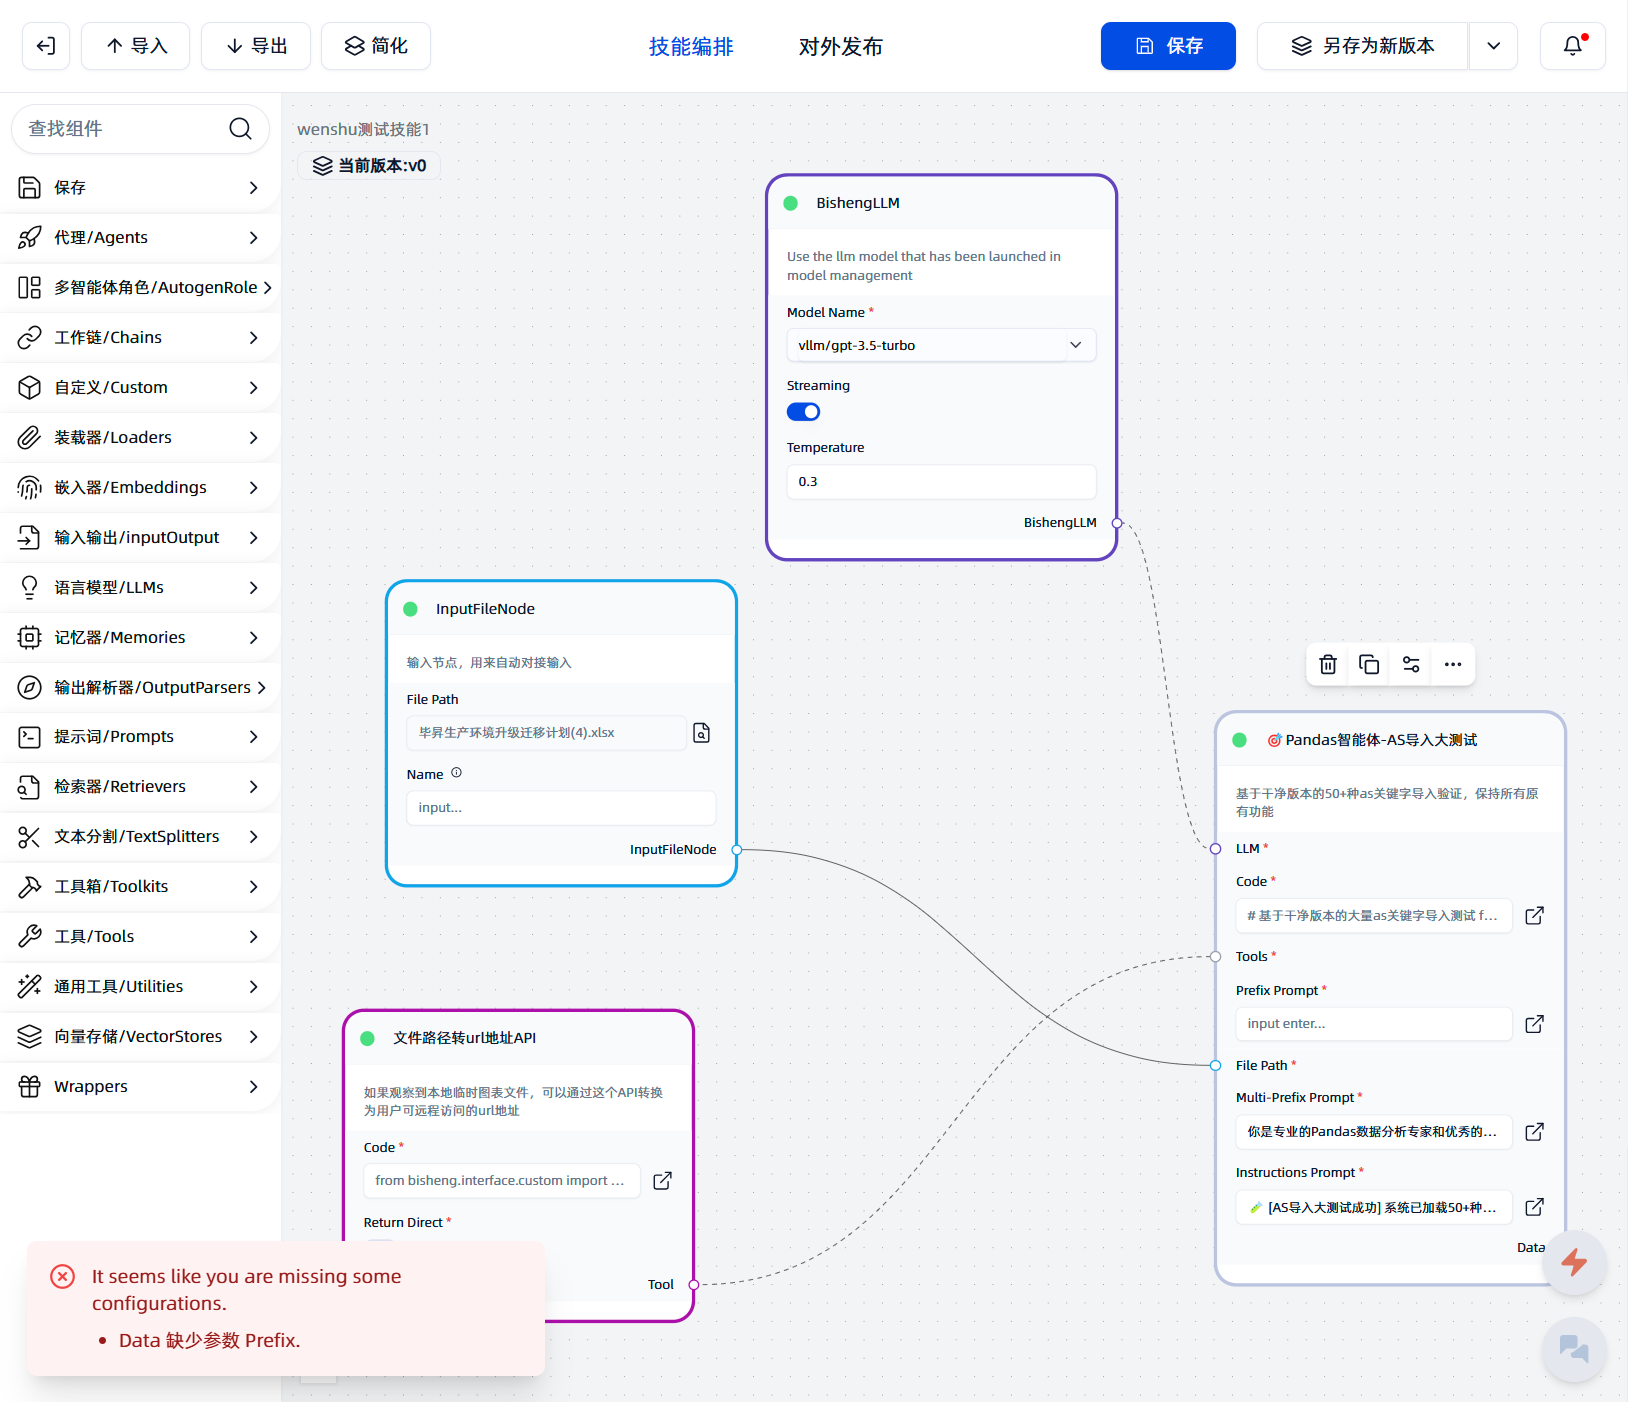 导入
导出
简化
技能编排
对外发布
保存
另存为新版本
查找组件
保存
代理/Agents
多智能体角色/AutogenRole
工作链/Chains
自定义/Custom
装载器/Loaders
嵌入器/Embeddings
输入输出/inputOutput
语言模型/LLMs
记忆器/Memories
输出解析器/OutputParsers
提示词/Prompts
检索器/Retrievers
文本分割/TextSplitters
工具箱/Toolkits
工具/Tools
通用工具/Utilities
向量存储/VectorStores
Wrappers
wenshu测试技能1
当前版本:v0
BishengLLM
Use the llm model that has been launched in
model management
Model Name *
vllm/gpt-3.5-turbo
Streaming
Temperature
0.3
BishengLLM
InputFileNode
输入节点，用来自动对接输入
File Path
毕昇生产环境升级迁移计划(4).xlsx
Name
input...
InputFileNode
文件路径转url地址API
如果观察到本地临时图表文件，可以通过这个API转换
为用户可远程访问的url地址
Code *
from bisheng.interface.custom import ...
Return Direct *
Tool
🎯 Pandas智能体-AS导入大测试
基于干净版本的50+种as关键字导入验证，保持所有原
有功能
LLM *
Code *
# 基于干净版本的大量as关键字导入测试 f...
Tools *
Prefix Prompt *
input enter...
File Path *
Multi-Prefix Prompt *
你是专业的Pandas数据分析专家和优秀的...
Instructions Prompt *
[AS导入大测试成功] 系统已加载50+种...
Data
It seems like you are missing some
configurations.
• Data 缺少参数 Prefix.